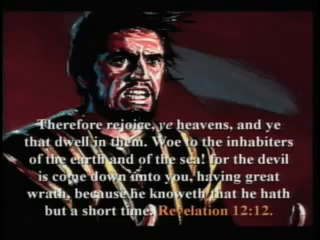 Therefore rejoice, ye heavens, and ye
that dwell in them. Woe to the inhabiters
of the earth and of the sea! for the devil
is come down unto you, having great
wrath, because he knoweth that he hath
but a short time. Revelation 12:12.